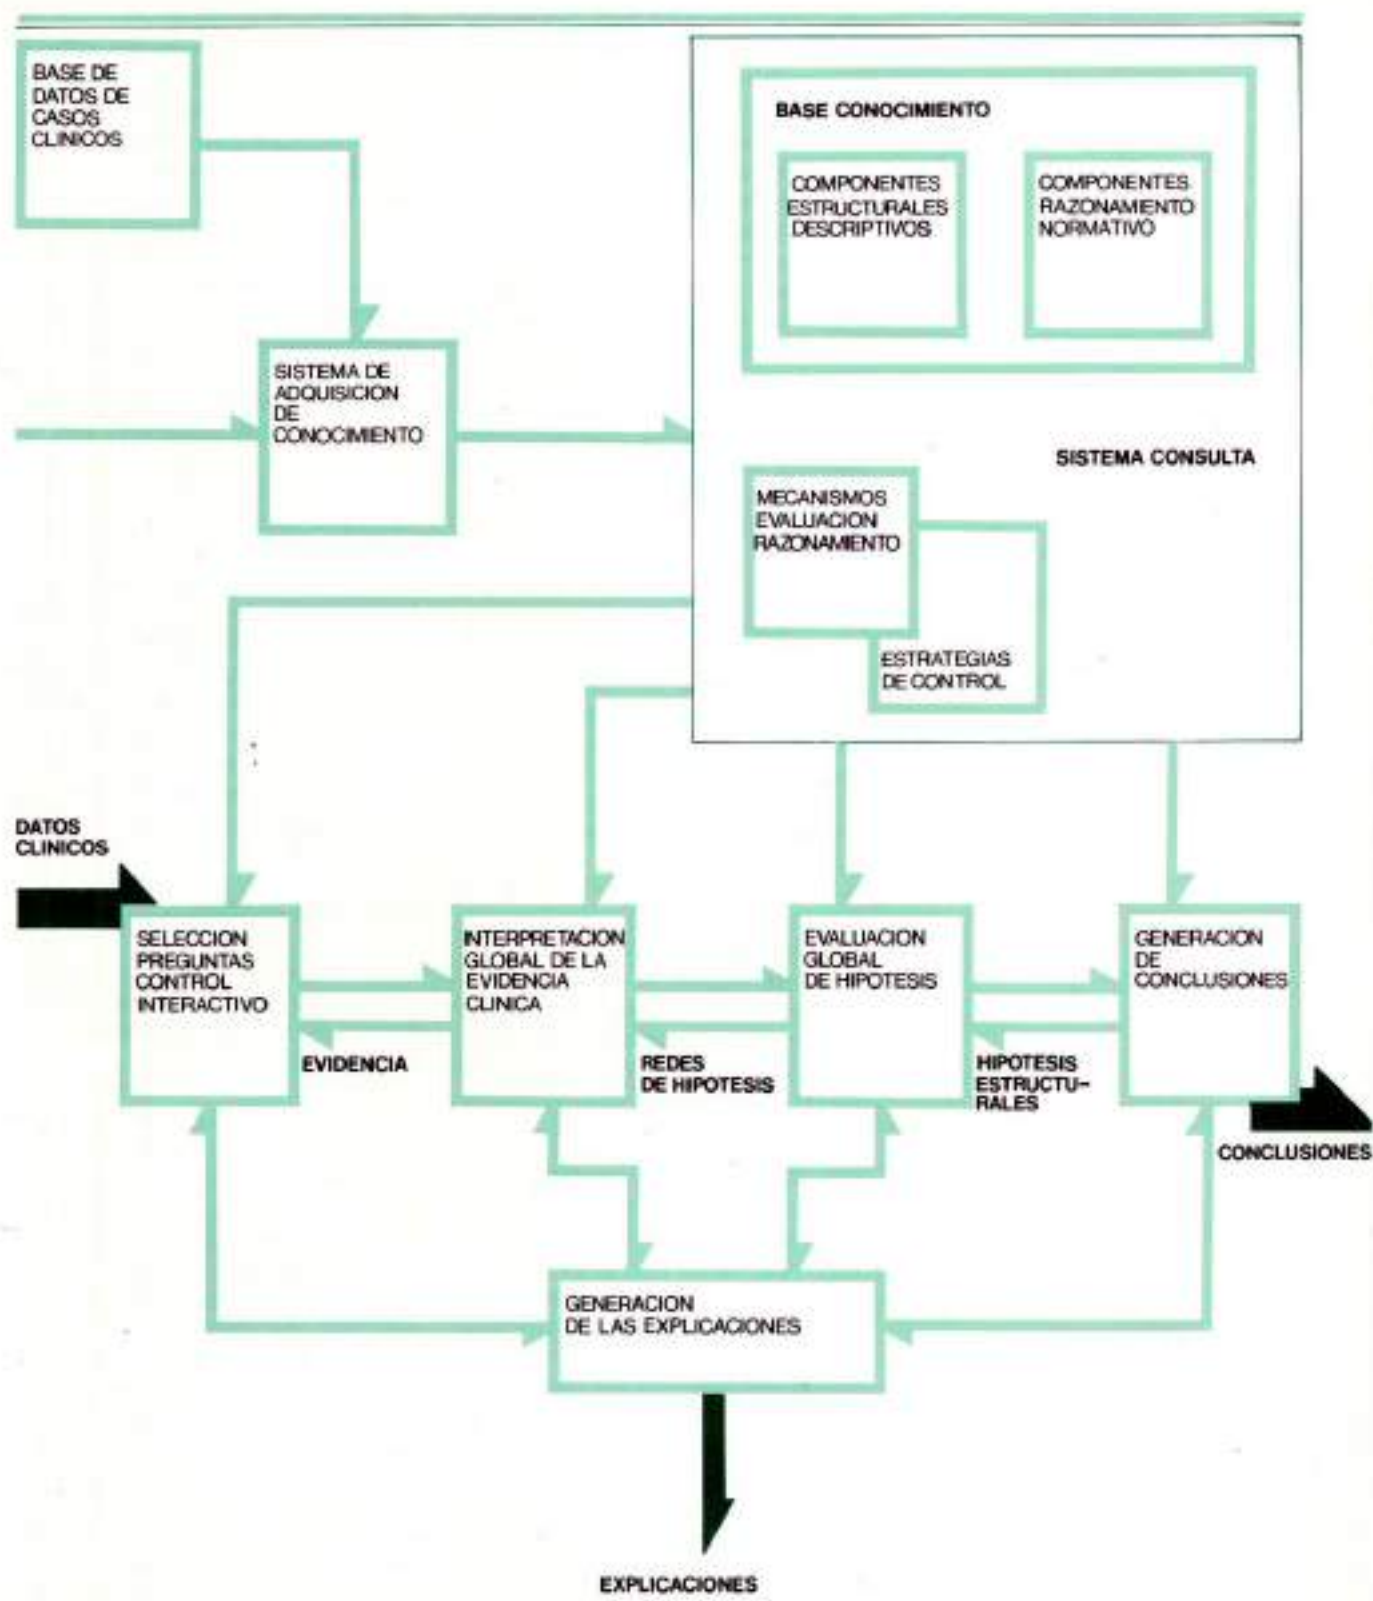 BASE DE
DATOS DE
CASOS
CLINICOS
BASE CONOCIMIENTO
COMPONENTES
ESTRUCTURALES
DESCRIPTIVOS
COMPONENTES
RAZONAMIENTO
NORMATIVO
SISTEMA DE
ADQUISICION
DE
CONOCIMIENTO
SISTEMA CONSULTA
MECANISMOS
EVALUACION
RAZONAMIENTO
ESTRATEGIAS
DE CONTROL
DATOS
CLINICOS
SELECCION
PREGUNTAS
CONTROL
INTERACTIVO
INTERPRETACION
GLOBAL DE LA
EVIDENCIA
CLINICA
EVALUACION
GLOBAL
DE HIPOTESIS
GENERACION
DE
CONCLUSIONES
EVIDENCIA
REDES
DE HIPOTESIS
HIPOTESIS
ESTRUCTU-
RALES
CONCLUSIONES
GENERACION
DE LAS EXPLICACIONES
EXPLICACIONES